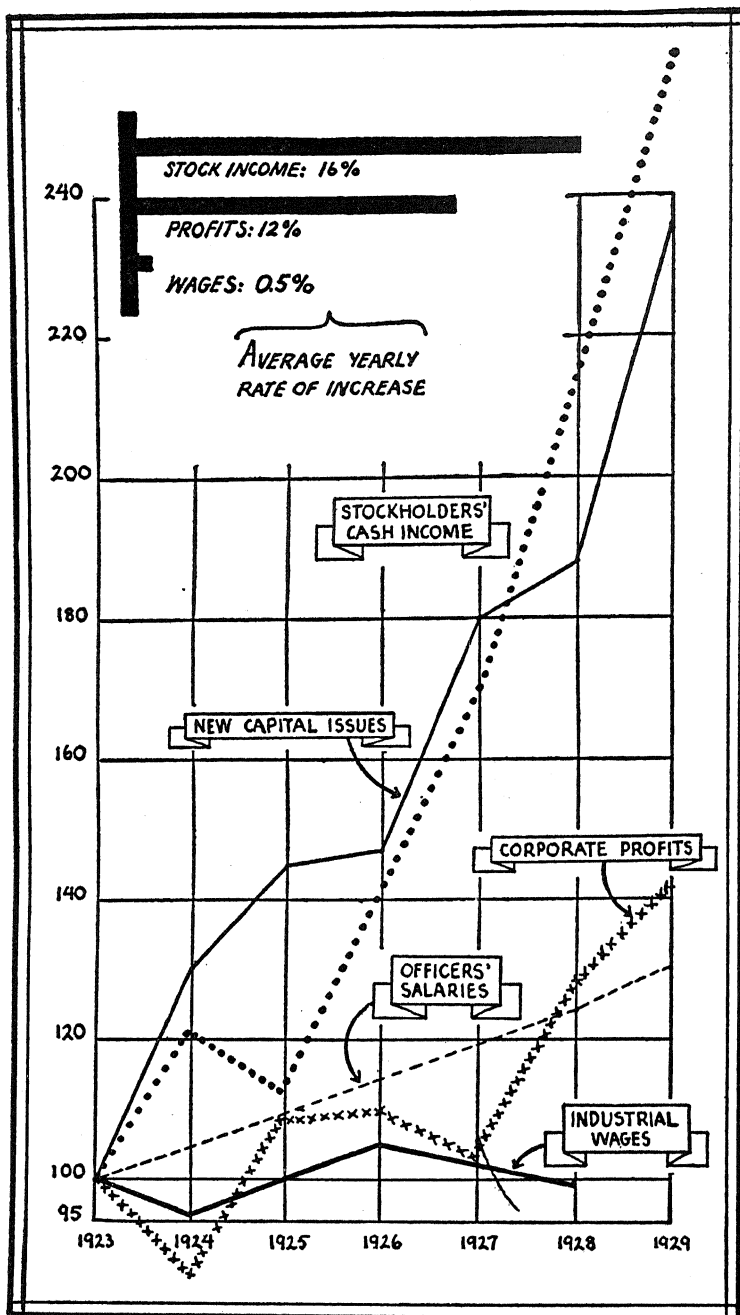 STOCK INCOME: 16%
PROFITS: 12%
WAGES: 0.5%
AVERAGE YEARLY
RATE OF INCREASE
240
220
200
180
160
140
120
100
95
STOCKHOLDERS'
CASH INCOME
NEW CAPITAL ISSUES
CORPORATE PROFITS
OFFICERS'
SALARIES
INDUSTRIAL
WAGES
1923 1924 1925 1926 1927 1928 1929